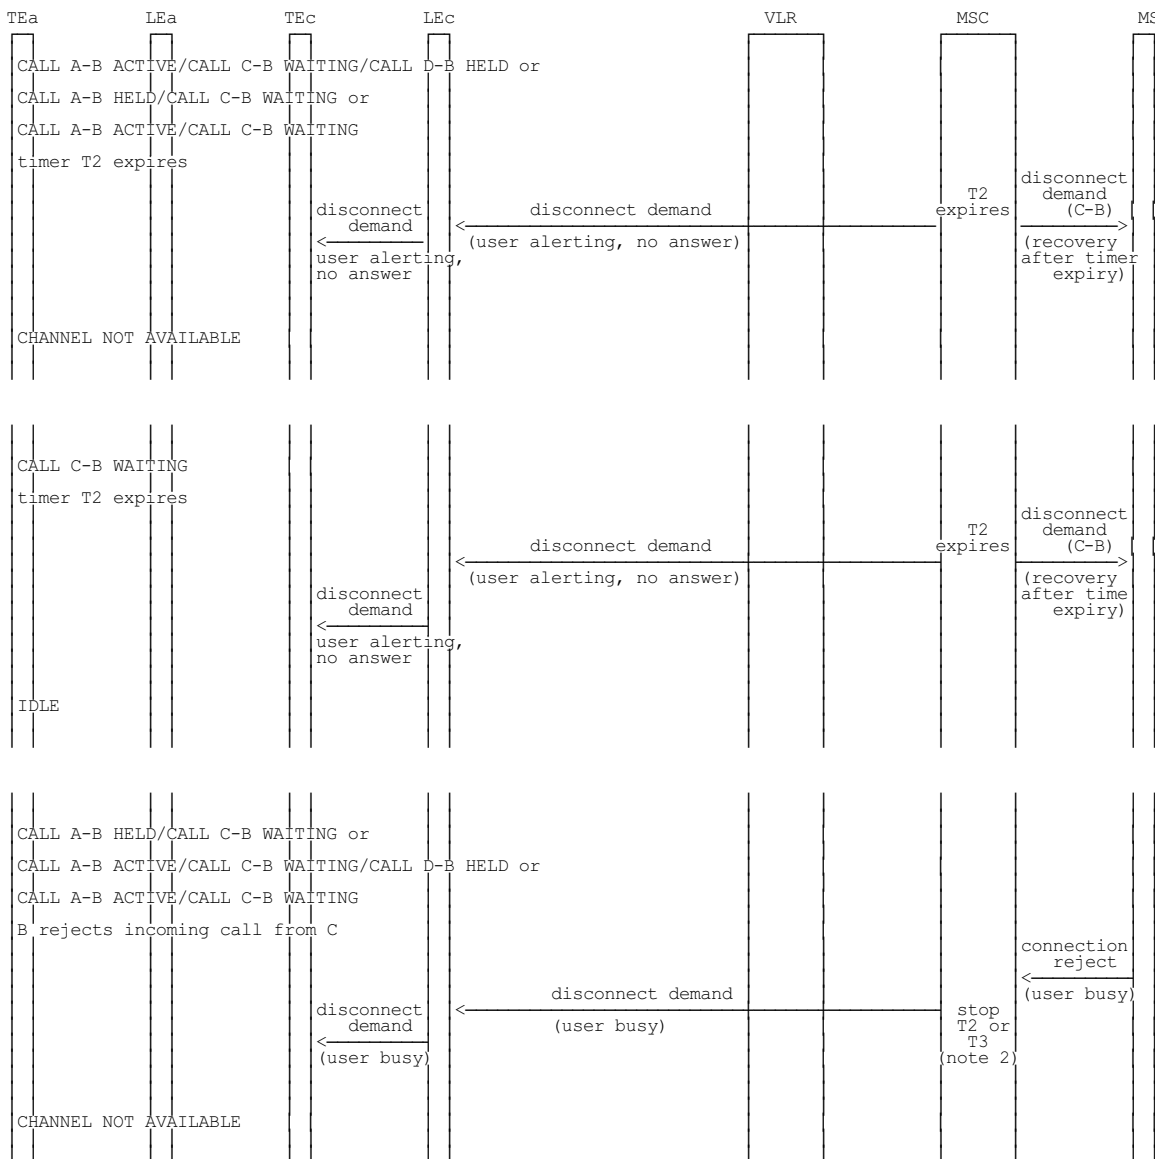 TEa LEa TEc LEc VLR MSC MS
CALL A-B ACTIVE/CALL C-B WAITING/CALL D-B HELD or
CALL A-B HELD/CALL C-B WAITING or
CALL A-B ACTIVE/CALL C-B WAITING
timer T2 expires
disconnect
T2 demand
disconnect disconnect demand expires (C-B)
demand
(user alerting, no answer) (recovery
user alerting, after timer
no answer expiry)
CHANNEL NOT AVAILABLE
CALL C-B WAITING
timer T2 expires
disconnect
T2 demand
disconnect demand expires (C-B)
(user alerting, no answer) (recovery
disconnect after time
demand expiry)
user alerting,
no answer
IDLE
CALL A-B HELD/CALL C-B WAITING or
CALL A-B ACTIVE/CALL C-B WAITING/CALL D-B HELD or
CALL A-B ACTIVE/CALL C-B WAITING
B rejects incoming call from C
connection
reject
disconnect demand (user busy)
disconnect stop
demand (user busy) T2 or
T3
(user busy) (note 2)
CHANNEL NOT AVAILABLE